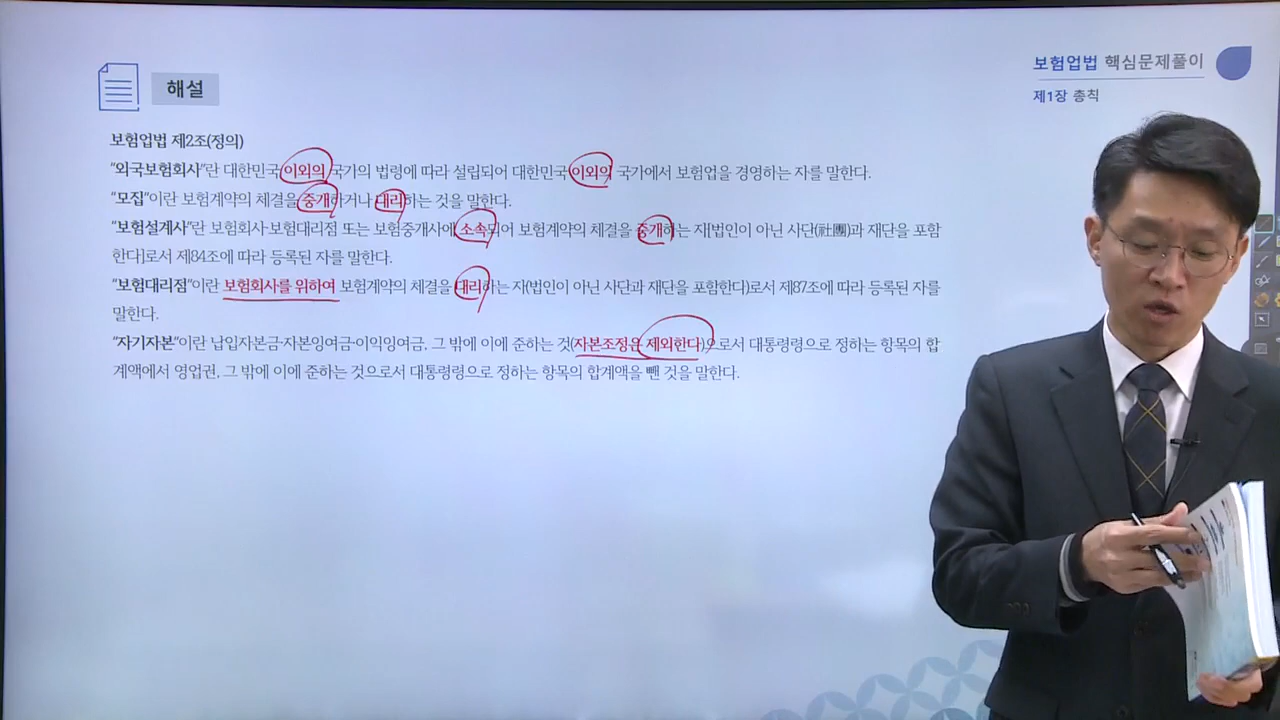 해설
보험업법 핵심문제풀이
제1장 총칙
보험업법 제2조(정의)
“외국보험회사”란 대한민국 이외의 국가의 법령에 따라 설립되어 대한민국 이외의 국가에서 보험업을 경영하는 자를 말한다.
“모집”이란 보험계약의 체결을 중개하거나 대리하는 것을 말한다.
“보험설계사”란 보험회사·보험대리점 또는 보험중개사에 소속되어 보험계약의 체결을 중개하는 자[법인이 아닌 사단(社團)과 재단을 포함
한다]로서 제84조에 따라 등록된 자를 말한다.
“보험대리점”이란 보험회사를 위하여 보험계약의 체결을 대리하는 자(법인이 아닌 사단과 재단을 포함한다)로서 제87조에 따라 등록된 자를
말한다.
“자기자본”이란 납입자본금·자본잉여금·이익잉여금, 그 밖에 이에 준하는 것(자본조정은 제외한다)으로서 대통령령으로 정하는 항목의 합
계액에서 영업권, 그 밖에 이에 준하는 것으로서 대통령령으로 정하는 항목의 합계액을 뺀 것을 말한다.